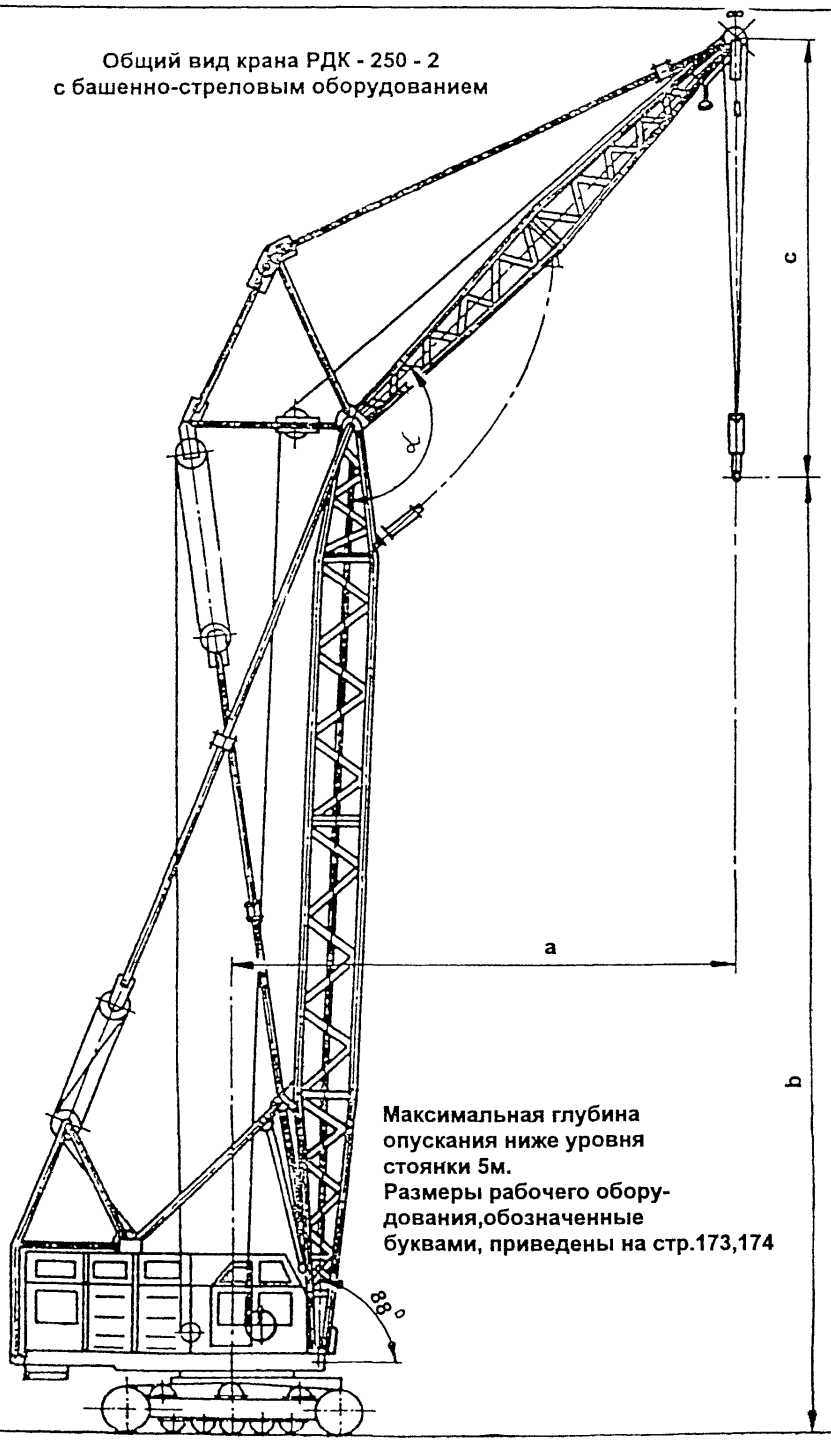 Общий вид крана РДК - 250 - 2
с башенно-стреловым оборудованием
c
α
a
b
Максимальная глубина
опускания ниже уровня
стоянки 5м.
Размеры рабочего обору-
дования,обозначенные
буквами, приведены на стр.173,174
88°